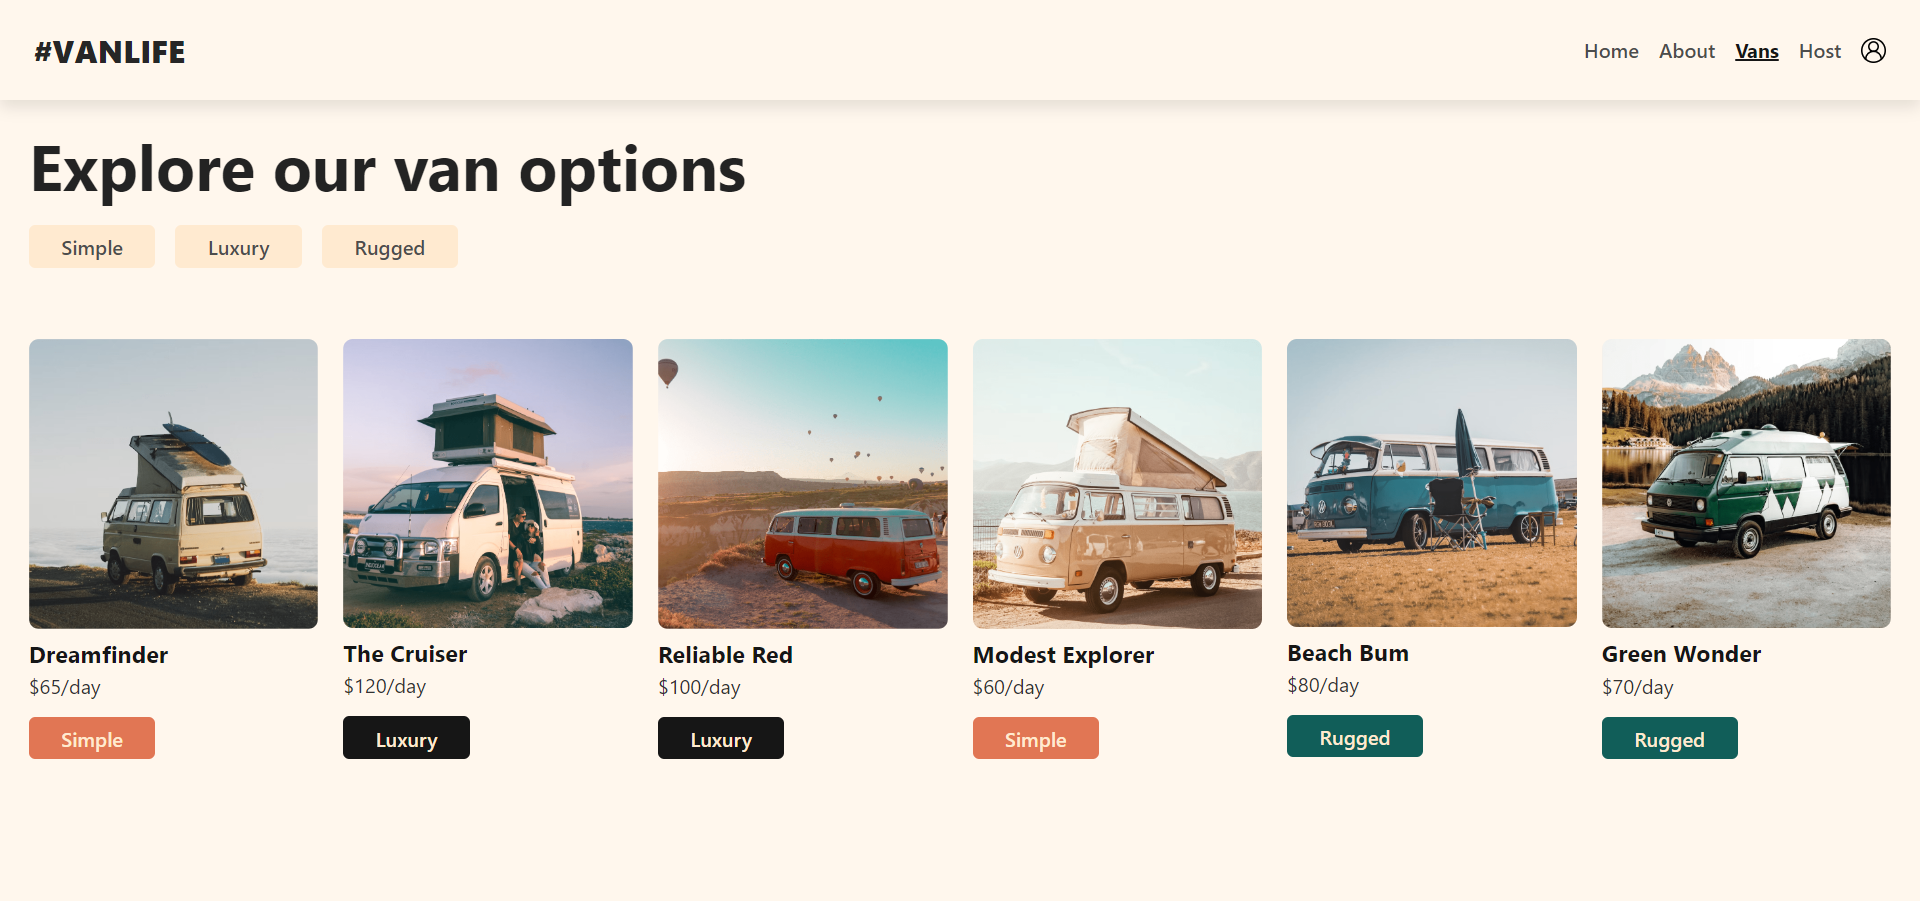 #VANLIFE
Home About Vans Host
Explore our van options
Simple Luxury Rugged
Dreamfinder
$65/day
Simple
The Cruiser
$120/day
Luxury
Reliable Red
$100/day
Luxury
Modest Explorer
$60/day
Simple
Beach Bum
$80/day
Rugged
Green Wonder
$70/day
Rugged